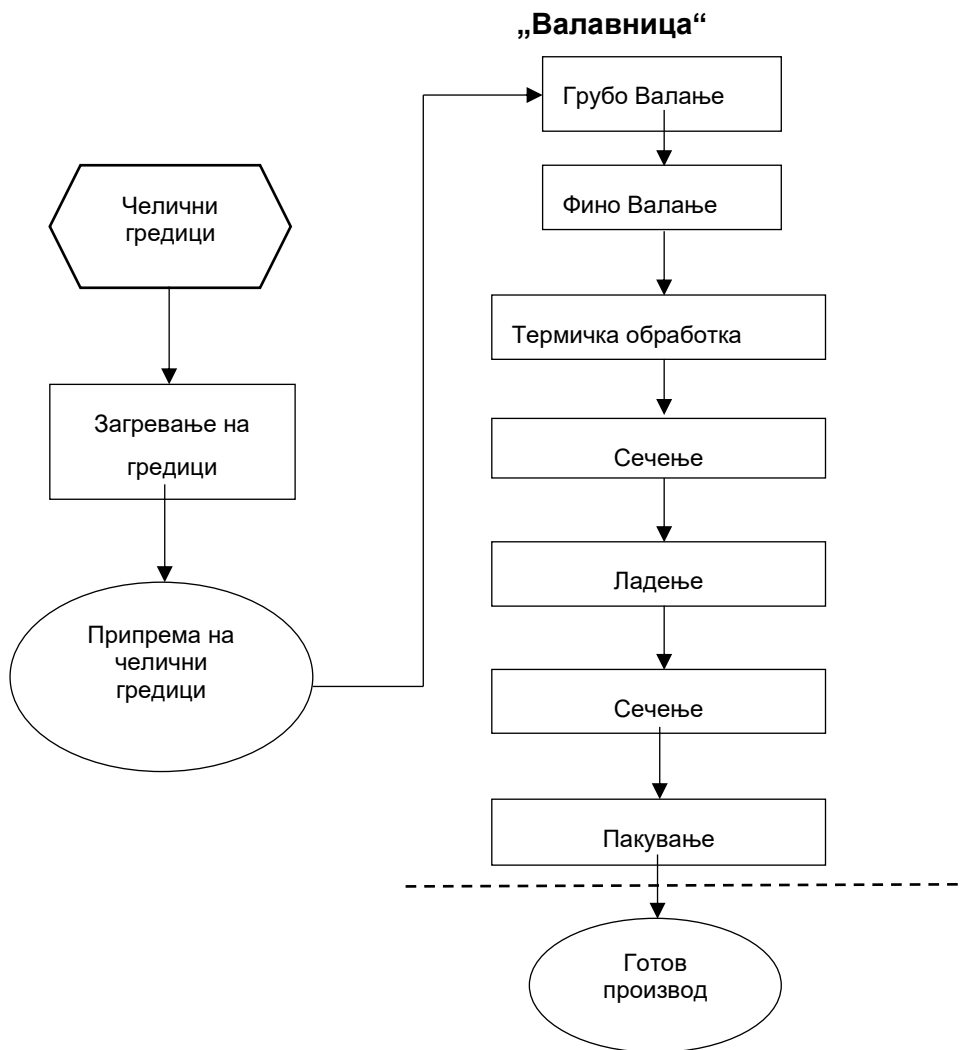 „Валавница“
Челични
гредици
Загревање на
гредици
Припрема на
челични
гредици
Грубо Валање
Фино Валање
Термичка обработка
Сечење
Ладење
Сечење
Пакување
Готов
производ